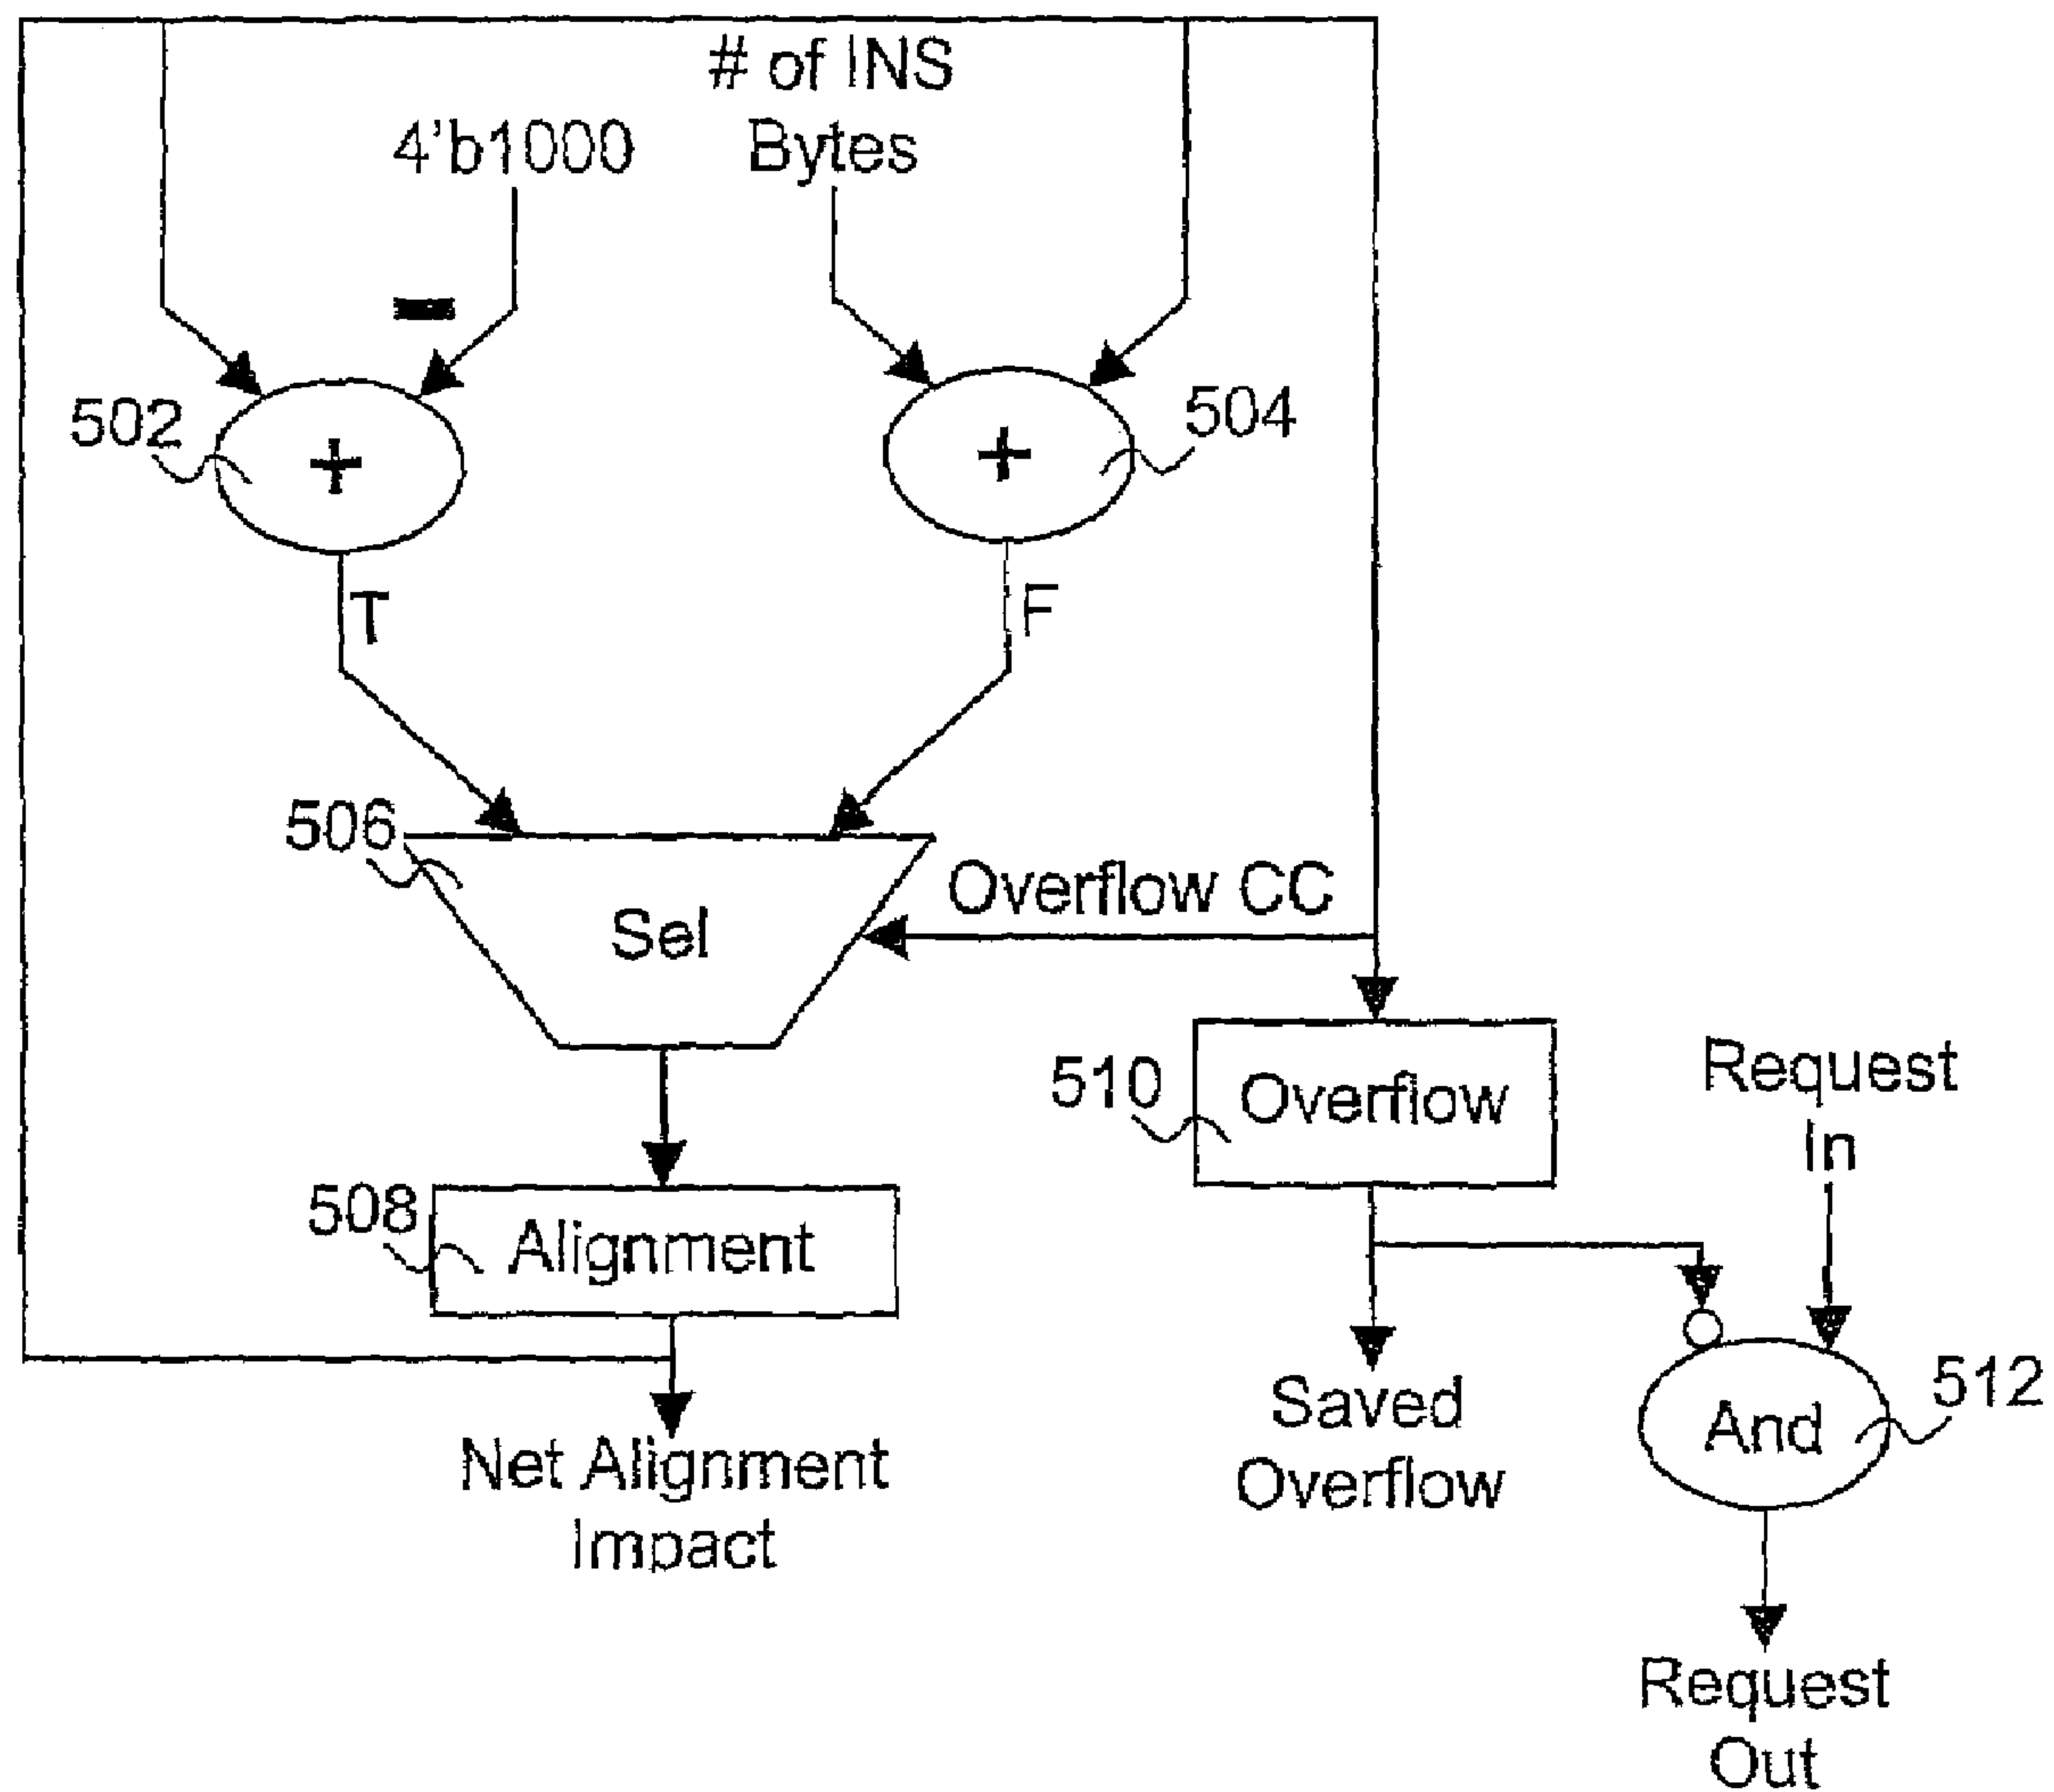 # of INS
Bytes
4'b1000
−
502
+
504
+
T
F
506
Sel
Overflow CC
510
Overflow
Request
In
508
Alignment
Net Alignment
Impact
Saved
Overflow
512
And
Request
Out